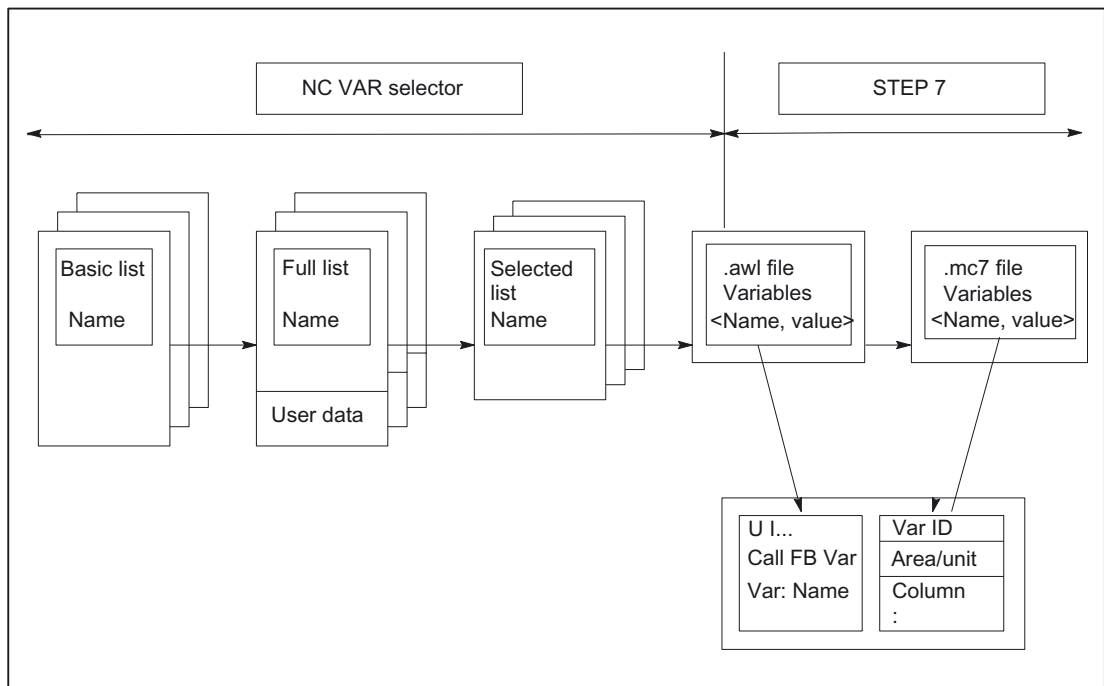 NC VAR selector
STEP 7
Basic list
Name
Full list
Name
User data
Selected
list
Name
.awl file
Variables
<Name, value>
.mc7 file
Variables
<Name, value>
U I...
Call FB Var
Var: Name
Var ID
Area/unit
Column
: